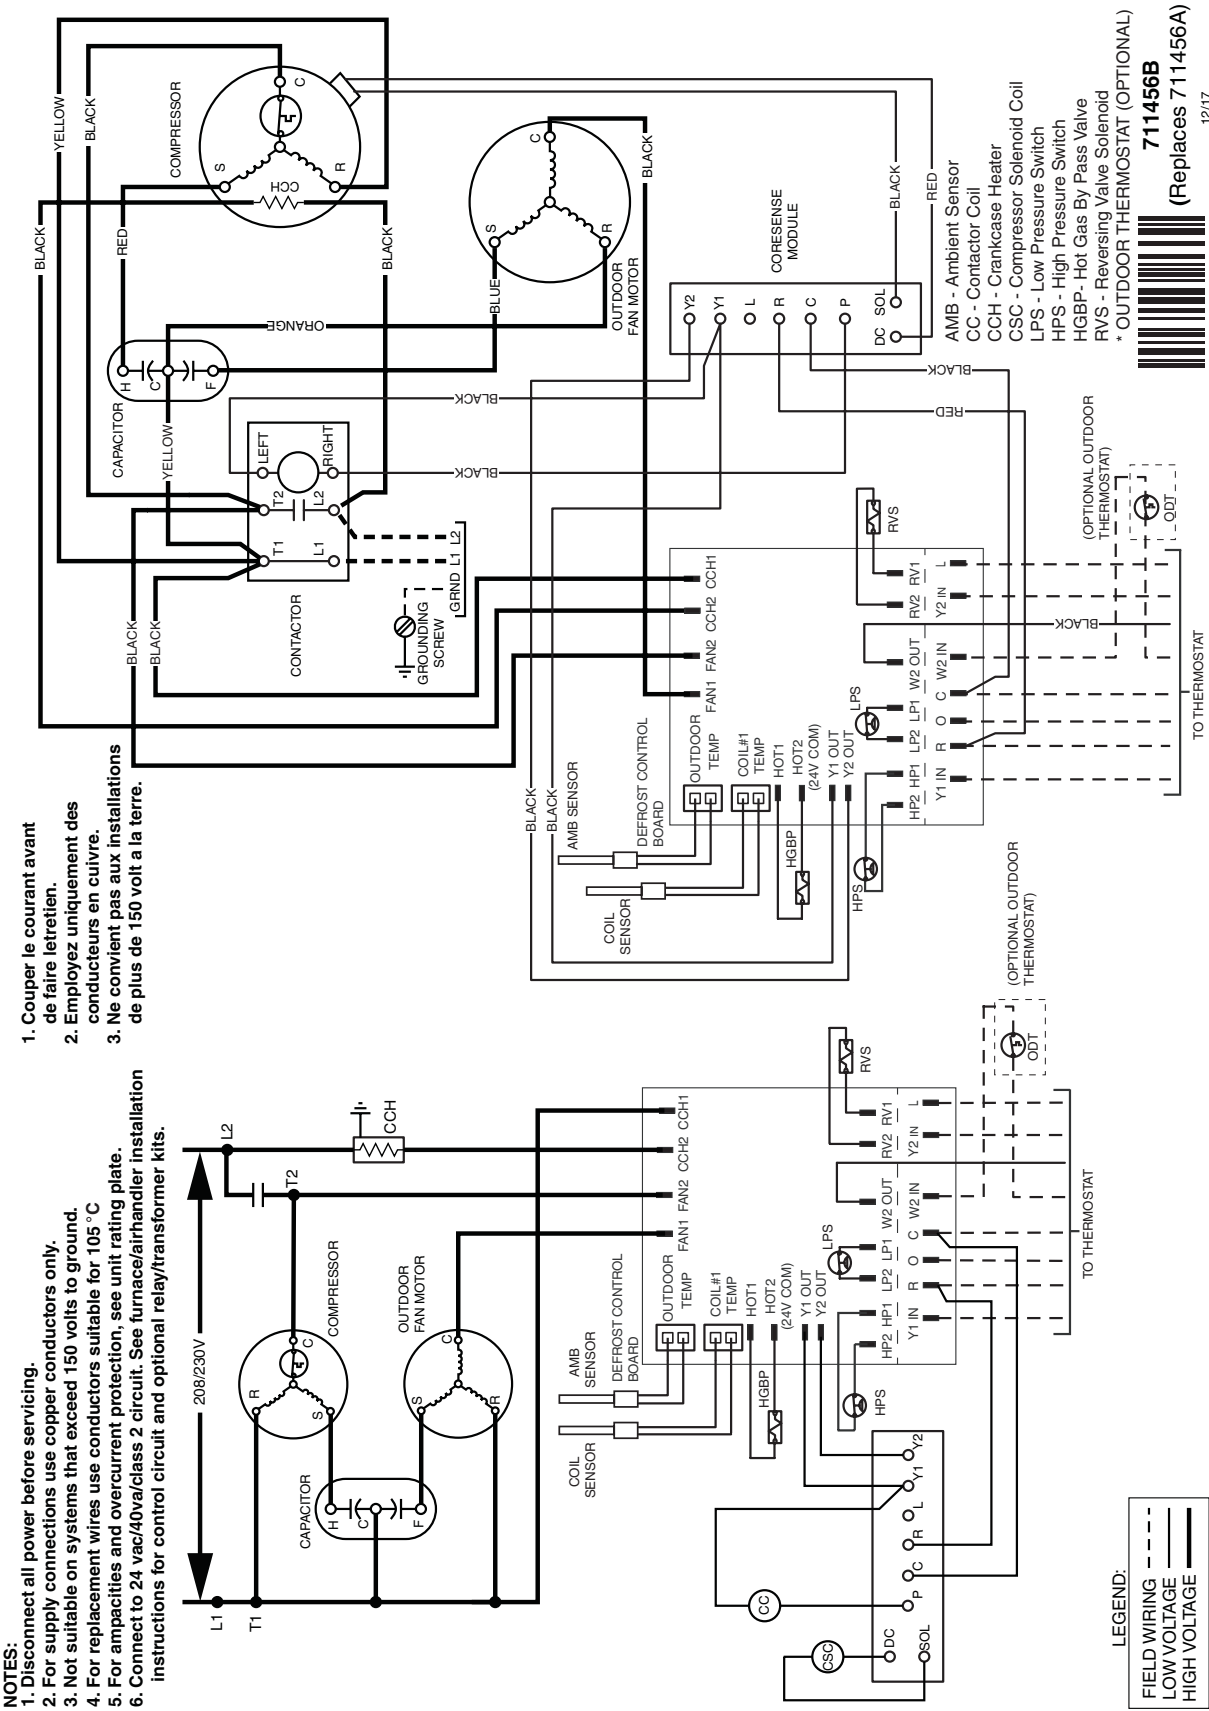 NOTES:
1. Disconnect all power before servicing.
2. For supply connections use copper conductors only.
3. Not suitable on systems that exceed 150 volts to ground.
4. For replacement wires use conductors suitable for 105 °C
5. For ampacities and overcurrent protection, see unit rating plate.
6. Connect to 24 vac/40va/class 2 circuit. See furnace/airhandler installation
instructions for control circuit and optional relay/transformer kits.
1. Couper le courant avant
de faire letretien.
2. Employez uniquement des
conducteurs en cuivre.
3. Ne convient pas aux installations
de plus de 150 volt a la terre.
L1
208/230V
L2
T1
T2
CCH
COMPRESSOR
R
S
C
OUTDOOR
FAN MOTOR
S
R
C
CAPACITOR
H
C
F
FAN1
FAN2
CCH2
CCH1
AMB
SENSOR
COIL
SENSOR
DEFROST CONTROL
BOARD
OUTDOOR
TEMP
COIL#1
TEMP
HOT1
HOT2
(24V COM)
Y1 OUT
Y2 OUT
HGBP
HPS
LPS
RVS
HP2
HP1
LP2
LP1
W2 OUT
RV2
RV1
Y1 IN
R
O
C
W2 IN
Y2 IN
L
ODT
(OPTIONAL OUTDOOR
THERMOSTAT)
TO THERMOSTAT
CC
CSC
DC
SOL
P
C
R
L
Y1
Y2
LEGEND:
FIELD WIRING
LOW VOLTAGE
HIGH VOLTAGE
YELLOW
BLACK
BLACK
RED
COMPRESSOR
S
C
R
CCH
BLACK
CAPACITOR
H
C
F
ORANGE
BLUE
YELLOW
OUTDOOR
FAN MOTOR
S
C
R
BLACK
CONTACTOR
LEFT
RIGHT
T2
L2
T1
L1
BLACK
BLACK
BLACK
BLACK
GROUNDING
SCREW
GRND
L1
L2
CORESENSE
MODULE
Y2
Y1
L
R
C
P
DC
SOL
BLACK
RED
BLACK
RED
BLACK
BLACK
FAN1
FAN2
CCH2
CCH1
AMB SENSOR
COIL
SENSOR
DEFROST CONTROL
BOARD
OUTDOOR
TEMP
COIL#1
TEMP
HOT1
HOT2
(24V COM)
Y1 OUT
Y2 OUT
HGBP
HPS
LPS
RVS
HP2
HP1
LP2
LP1
W2 OUT
RV2
RV1
Y1 IN
R
O
C
W2 IN
Y2 IN
L
BLACK
ODT
(OPTIONAL OUTDOOR
THERMOSTAT)
TO THERMOSTAT
AMB - Ambient Sensor
CC - Contactor Coil
CCH - Crankcase Heater
CSC - Compressor Solenoid Coil
LPS - Low Pressure Switch
HPS - High Pressure Switch
HGBP- Hot Gas By Pass Valve
RVS - Reversing Valve Solenoid
* OUTDOOR THERMOSTAT (OPTIONAL)
711456B
(Replaces 711456A)
12/17